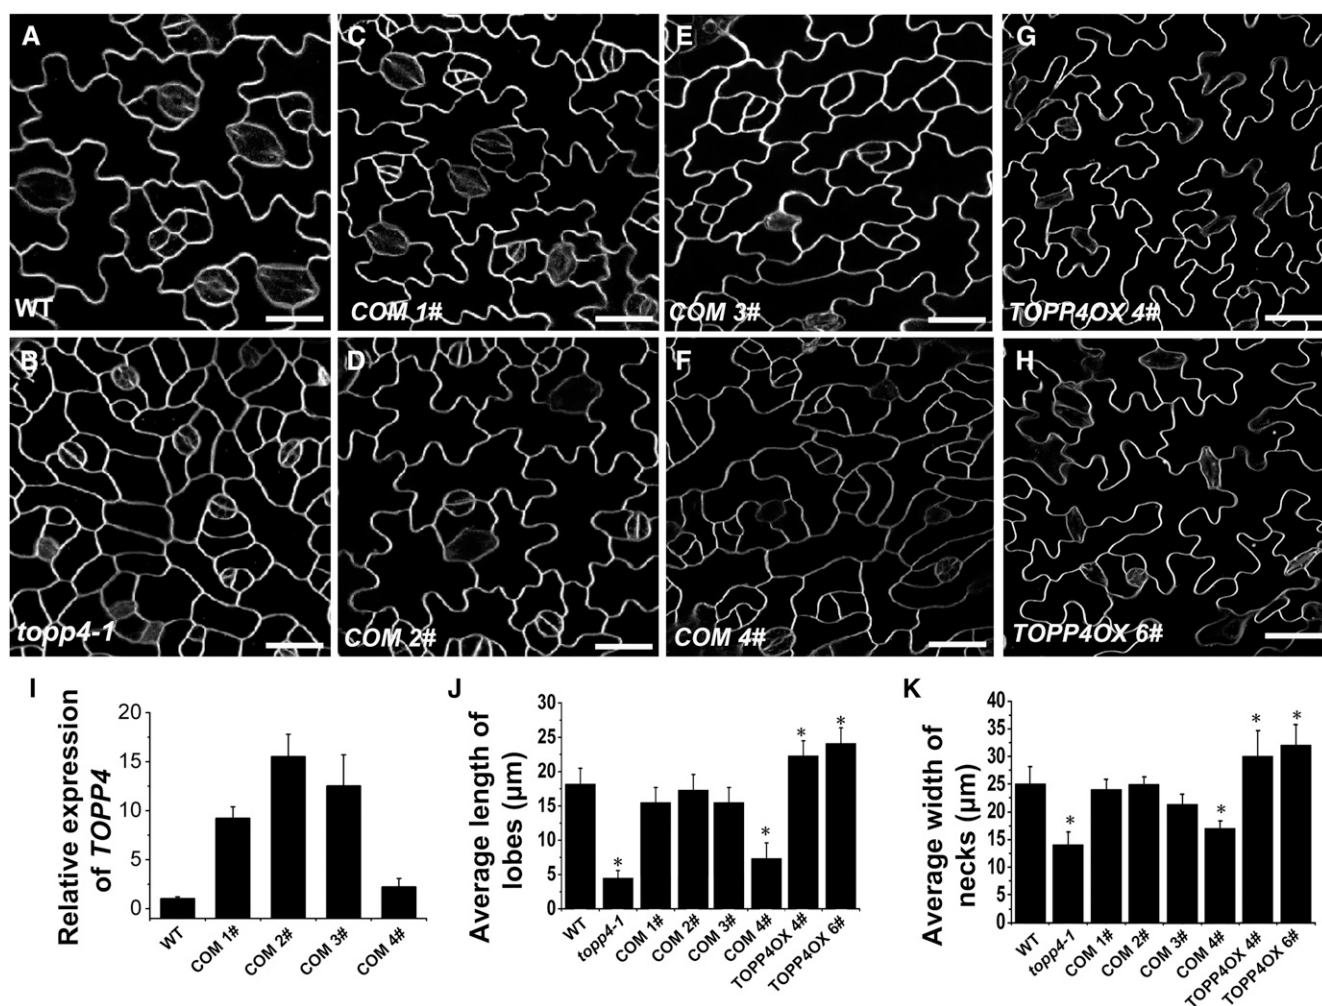 A
C
E
G
WT
COM 1#
COM 3#
TOPP4OX 4#
B
D
F
H
topp4-1
COM 2#
COM 4#
TOPP4OX 6#
I
Relative expression
of TOPP4
20
15
10
5
0
WT
COM 1#
COM 2#
COM 3#
COM 4#
J
Average length of
lobes (µm)
30
25
20
15
10
5
0
*
*
*
*
WT
topp4-1
COM 1#
COM 2#
COM 3#
COM 4#
TOPP4OX 4#
TOPP4OX 6#
K
Average width of
necks (µm)
40
35
30
25
20
15
10
5
0
*
*
*
*
WT
topp4-1
COM 1#
COM 2#
COM 3#
COM 4#
TOPP4OX 4#
TOPP4OX 6#